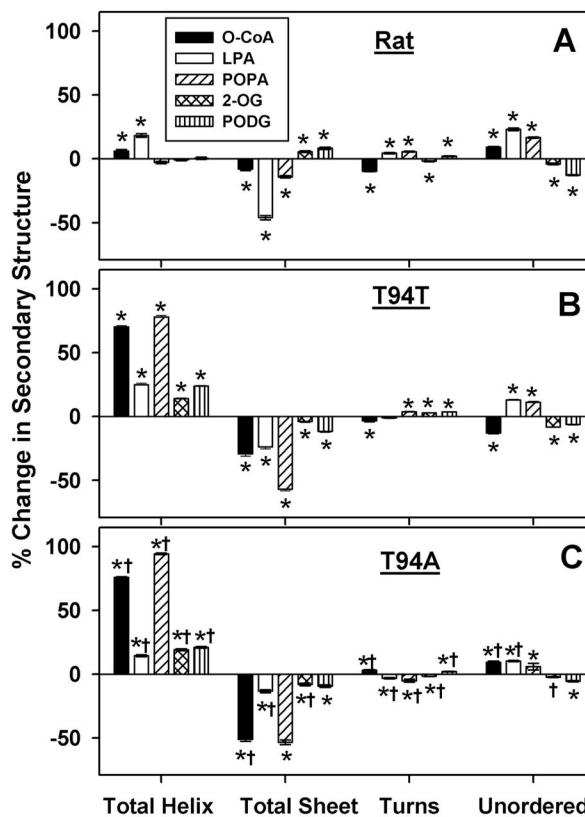 % Change in Secondary Structure
O-CoA
LPA
POPA
2-OG
PODG
Rat
A
100
50
0
-50
* *
* * * * *
* * * * *
* * * * *
T94T
B
100
50
0
-50
* * * * *
* * * * *
* * * *
* * * * *
T94A
C
100
50
0
-50
*† *† *† *† *†
*† *† * *† *
*† *† *† *† *†
*† *† * † *
Total Helix Total Sheet Turns Unordered